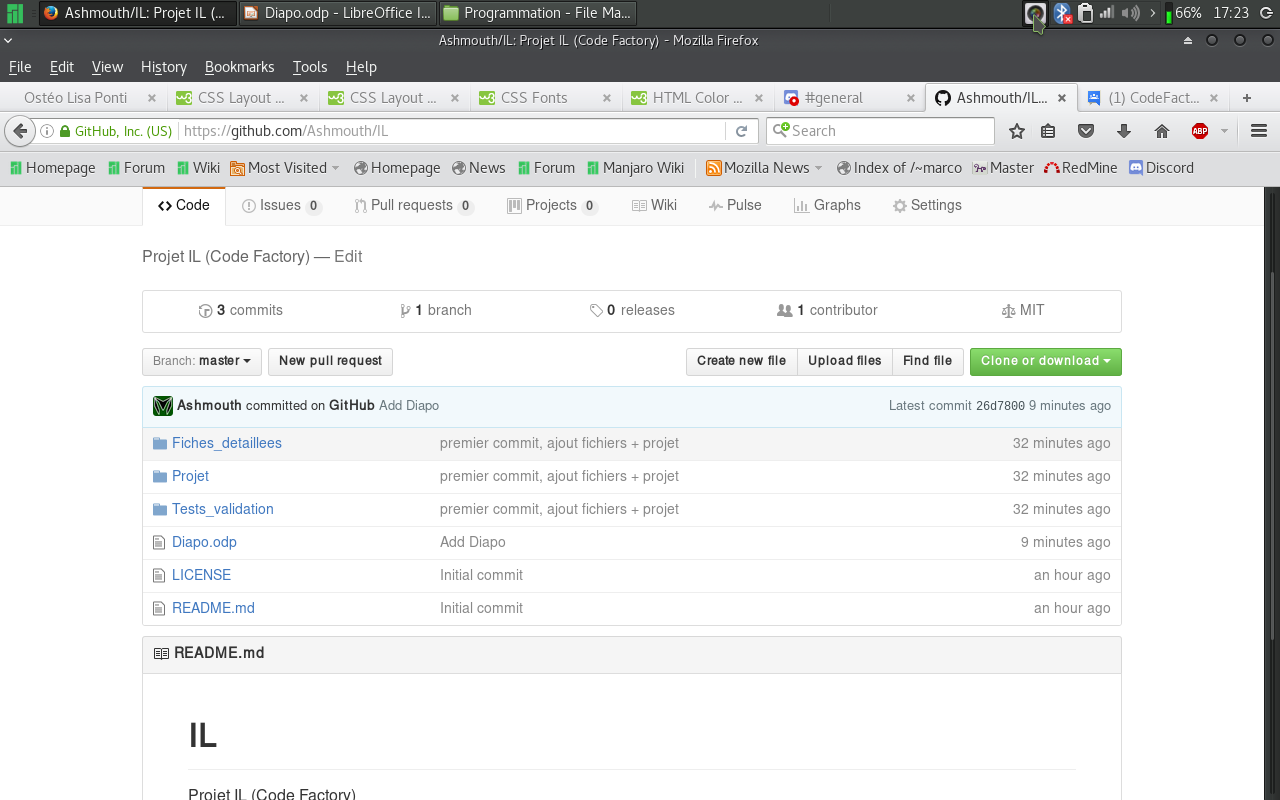 Ashmouth/IL: Projet IL (... Diapo.odp - LibreOffice I... Programmation - File Ma... 66% 17:23
Ashmouth/IL: Projet IL (Code Factory) - Mozilla Firefox
File Edit View History Bookmarks Tools Help
Ostéo Lisa Ponti CSS Layout ... CSS Layout ... CSS Fonts HTML Color ... #general Ashmouth/IL... (1) CodeFact...
GitHub, Inc. (US) https://github.com/Ashmouth/IL Search ABP
Homepage Forum Wiki Most Visited Homepage News Forum Manjaro Wiki Mozilla News Index of /~marco Master RedMine Discord
Code Issues 0 Pull requests 0 Projects 0 Wiki Pulse Graphs Settings
Projet IL (Code Factory) — Edit
3 commits 1 branch 0 releases 1 contributor MIT
Branch: master New pull request Create new file Upload files Find file Clone or download
Ashmouth committed on GitHub Add Diapo Latest commit 26d7800 9 minutes ago
Fiches_detaillees premier commit, ajout fichiers + projet 32 minutes ago
Projet premier commit, ajout fichiers + projet 32 minutes ago
Tests_validation premier commit, ajout fichiers + projet 32 minutes ago
Diapo.odp Add Diapo 9 minutes ago
LICENSE Initial commit an hour ago
README.md Initial commit an hour ago
README.md
IL
Projet IL (Code Factory)